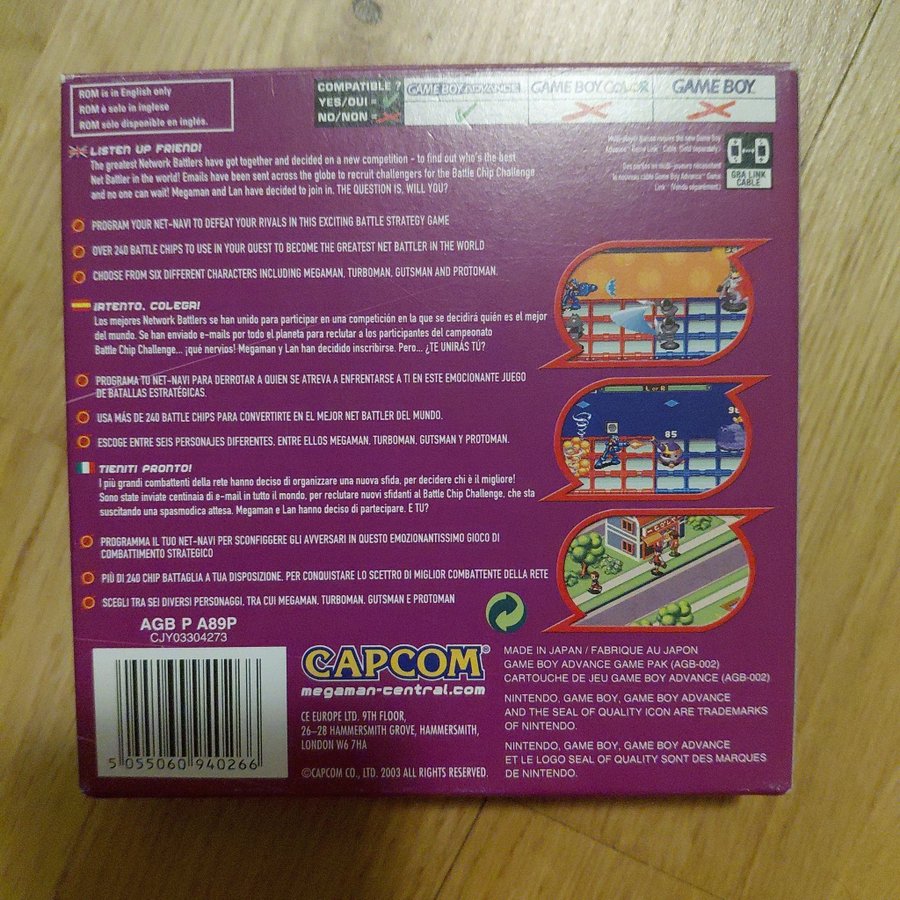 ROM is in English only
ROM è solo in inglese
ROM sólo disponible en inglés.
COMPATIBLE ?
YES/OUI =
NO/NON =
GAME BOY ADVANCE
GAME BOY COLOR
GAME BOY
LISTEN UP FRIEND!
The greatest Network Battlers have got together and decided on a new competition - to find out who's the best
Net Battler in the world! Emails have been sent across the globe to recruit challengers for the Battle Chip Challenge
and no one can wait! Megaman and Lan have decided to join in. THE QUESTION IS, WILL YOU?
GBA LINK
CABLE
PROGRAM YOUR NET-NAVI TO DEFEAT YOUR RIVALS IN THIS EXCITING BATTLE STRATEGY GAME
OVER 240 BATTLE CHIPS TO USE IN YOUR QUEST TO BECOME THE GREATEST NET BATTLER IN THE WORLD
CHOOSE FROM SIX DIFFERENT CHARACTERS INCLUDING MEGAMAN, TURBOMAN, GUTSMAN AND PROTOMAN.
¡ATENTO, COLEGA!
Los mejores Network Battlers se han unido para participar en una competición en la que se decidirá quién es el mejor
del mundo. Se han enviado e-mails por todo el planeta para reclutar a los participantes del campeonato
Battle Chip Challenge... ¡qué nervios! Megaman y Lan han decidido inscribirse. Pero... ¿TE UNIRÁS TÚ?
PROGRAMA TU NET-NAVI PARA DERROTAR A QUIEN SE ATREVA A ENFRENTARSE A TI EN ESTE EMOCIONANTE JUEGO
DE BATALLAS ESTRATÉGICAS.
USA MÁS DE 240 BATTLE CHIPS PARA CONVERTIRTE EN EL MEJOR NET BATTLER DEL MUNDO.
ESCOGE ENTRE SEIS PERSONAJES DIFERENTES, ENTRE ELLOS MEGAMAN, TURBOMAN, GUTSMAN Y PROTOMAN.
L or R
85
TIENITI PRONTO!
I più grandi combattenti della rete hanno deciso di organizzare una nuova sfida, per decidere chi è il migliore!
Sono state inviate centinaia di e-mail in tutto il mondo, per reclutare nuovi sfidanti al Battle Chip Challenge, che sta
suscitando una spasmodica attesa. Megaman e Lan hanno deciso di partecipare. E TU?
PROGRAMMA IL TUO NET-NAVI PER SCONFIGGERE GLI AVVERSARI IN QUESTO EMOZIONANTISSIMO GIOCO DI
COMBATTIMENTO STRATEGICO
PIÙ DI 240 CHIP BATTAGLIA A TUA DISPOSIZIONE, PER CONQUISTARE LO SCETTRO DI MIGLIOR COMBATTENTE DELLA RETE
SCEGLI TRA SEI DIVERSI PERSONAGGI, TRA CUI MEGAMAN, TURBOMAN, GUTSMAN E PROTOMAN
AGB P A89P
CJY03304273
5 055060 940266
CAPCOM®
megaman-central.com
CE EUROPE LTD. 9TH FLOOR,
26-28 HAMMERSMITH GROVE, HAMMERSMITH,
LONDON W6 7HA
©CAPCOM CO., LTD. 2003 ALL RIGHTS RESERVED.
MADE IN JAPAN / FABRIQUE AU JAPON
GAME BOY ADVANCE GAME PAK (AGB-002)
CARTOUCHE DE JEU GAME BOY ADVANCE (AGB-002)
NINTENDO, GAME BOY, GAME BOY ADVANCE
AND THE SEAL OF QUALITY ICON ARE TRADEMARKS
OF NINTENDO.
NINTENDO, GAME BOY, GAME BOY ADVANCE
ET LE LOGO SEAL OF QUALITY SONT DES MARQUES
DE NINTENDO.